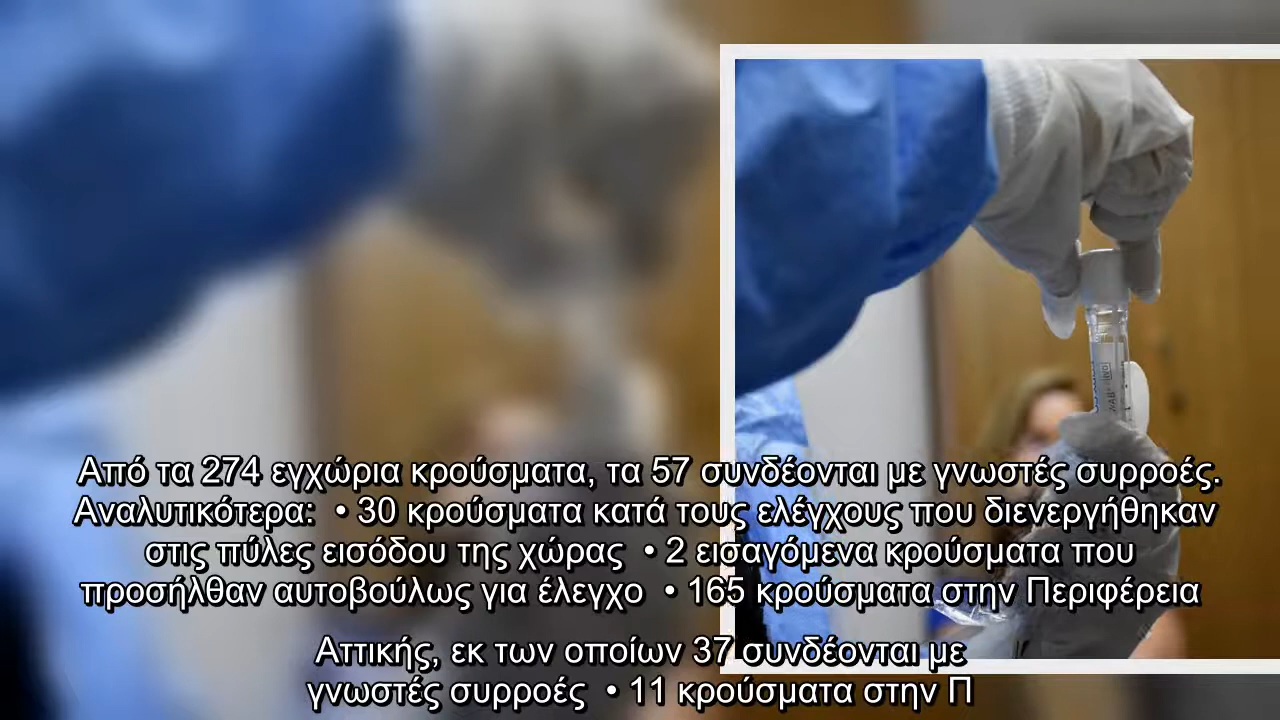 Από τα 274 εγχώρια κρούσματα, τα 57 συνδέονται με γνωστές συρροές.
Αναλυτικότερα:  • 30 κρούσματα κατά τους ελέγχους που διενεργήθηκαν
στις πύλες εισόδου της χώρας  • 2 εισαγόμενα κρούσματα που
προσήλθαν αυτοβούλως για έλεγχο  • 165 κρούσματα στην Περιφέρεια
Αττικής, εκ των οποίων 37 συνδέονται με
γνωστές συρροές  • 11 κρούσματα στην Π